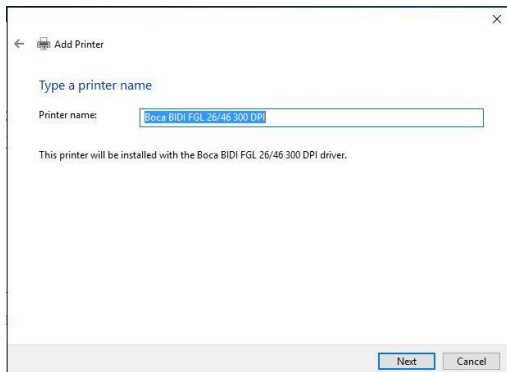 Add Printer
Type a printer name
Printer name:
Boca BIDI FGL 26/46 300 DPI
This printer will be installed with the Boca BIDI FGL 26/46 300 DPI driver.
Next
Cancel